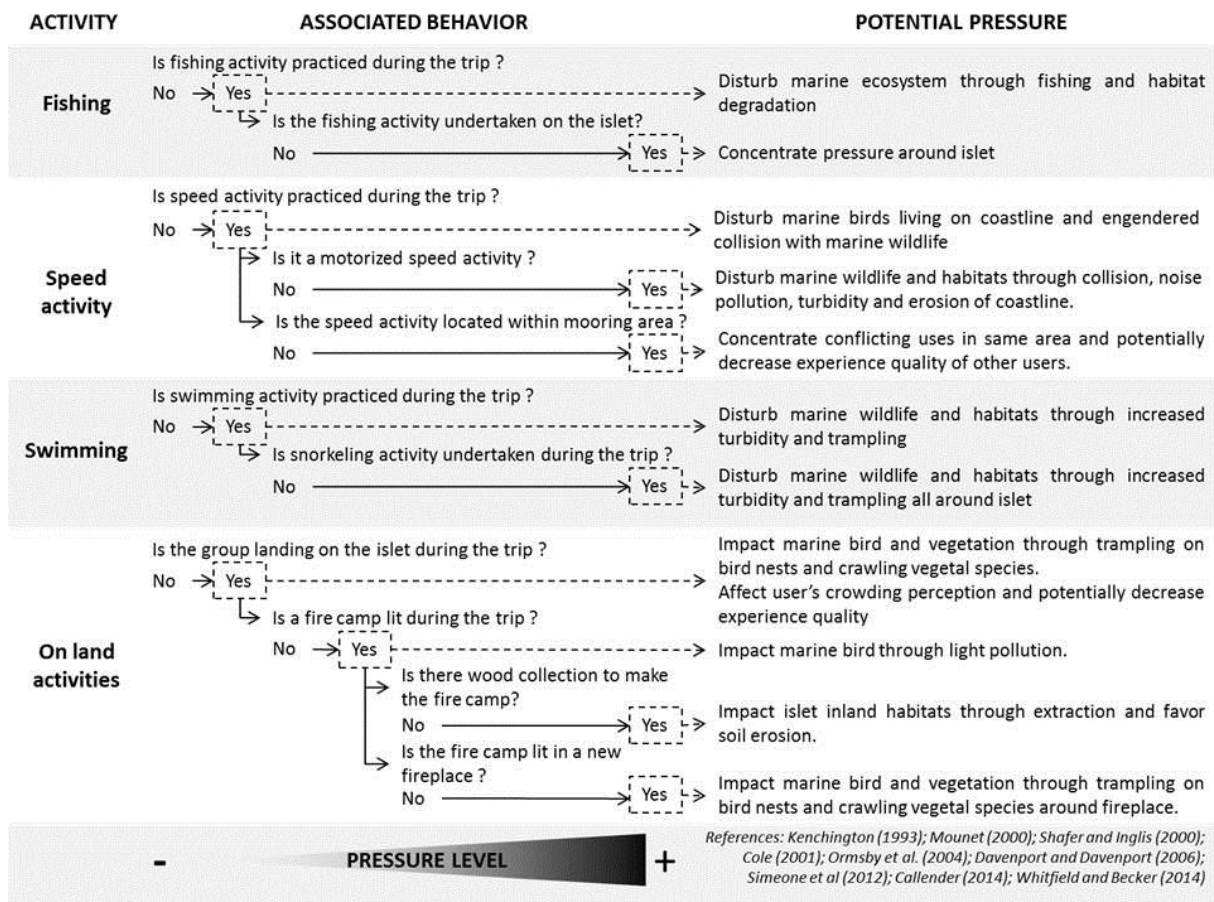 ACTIVITY ASSOCIATED BEHAVIOR POTENTIAL PRESSURE
Fishing
Is fishing activity practiced during the trip ?
No Yes
Disturb marine ecosystem through fishing and habitat
degradation
Is the fishing activity undertaken on the islet?
No Yes
Concentrate pressure around islet
Speed
activity
Is speed activity practiced during the trip ?
No Yes
Disturb marine birds living on coastline and engendered
collision with marine wildlife
Is it a motorized speed activity ?
No Yes
Disturb marine wildlife and habitats through collision, noise
pollution, turbidity and erosion of coastline.
Is the speed activity located within mooring area ?
No Yes
Concentrate conflicting uses in same area and potentially
decrease experience quality of other users.
Swimming
Is swimming activity practiced during the trip ?
No Yes
Disturb marine wildlife and habitats through increased
turbidity and trampling
Is snorkeling activity undertaken during the trip ?
No Yes
Disturb marine wildlife and habitats through increased
turbidity and trampling all around islet
On land
activities
Is the group landing on the islet during the trip ?
No Yes
Impact marine bird and vegetation through trampling on
bird nests and crawling vegetal species.
Affect user's crowding perception and potentially decrease
experience quality
Is a fire camp lit during the trip ?
No Yes
Impact marine bird through light pollution.
Is there wood collection to make
the fire camp?
No Yes
Impact islet inland habitats through extraction and favor
soil erosion.
Is the fire camp lit in a new
fireplace ?
No Yes
Impact marine bird and vegetation through trampling on
bird nests and crawling vegetal species around fireplace.
- PRESSURE LEVEL +
References: Kenchington (1993); Mounet (2000); Shafer and Inglis (2000);
Cole (2001); Ormsby et al. (2004); Davenport and Davenport (2006);
Simeone et al (2012); Callender (2014); Whitfield and Becker (2014)